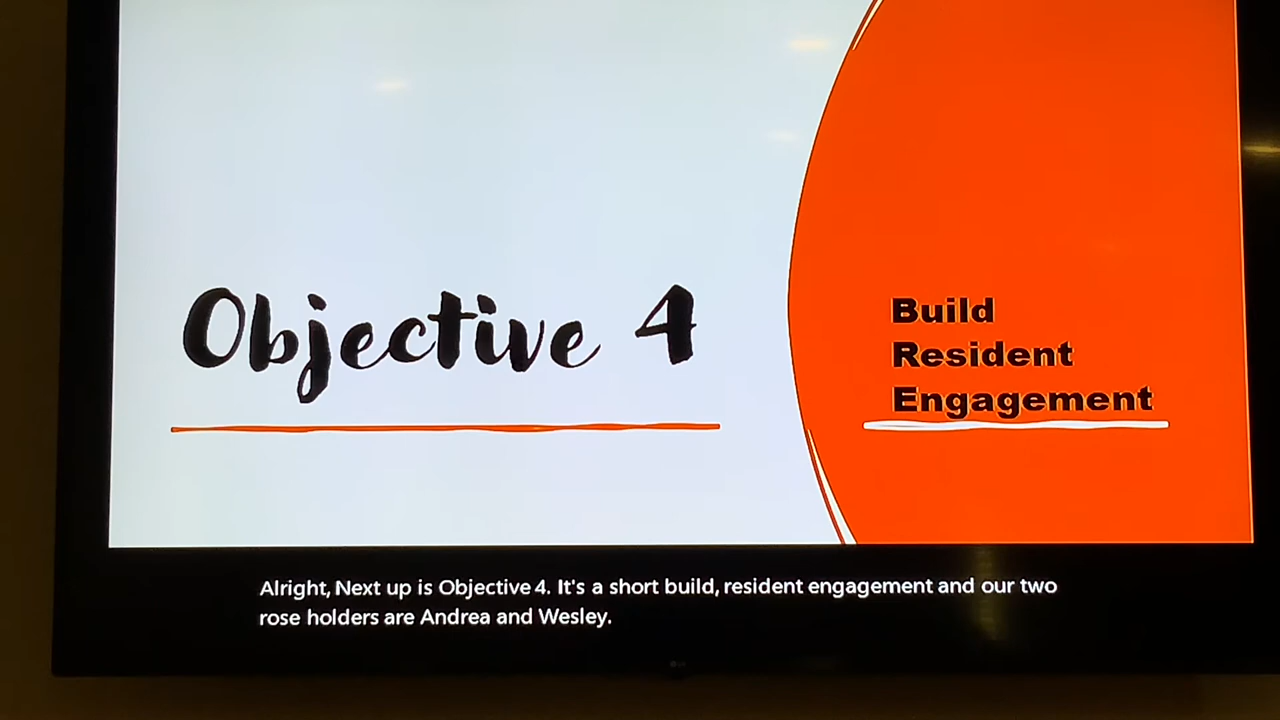 Objective 4
Build
Resident
Engagement
Alright, Next up is Objective 4. It's a short build, resident engagement and our two
rose holders are Andrea and Wesley.